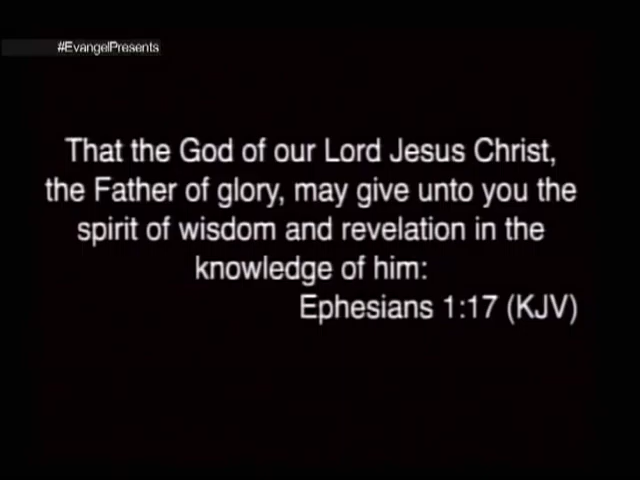 #EvangelPresents
That the God of our Lord Jesus Christ,
the Father of glory, may give unto you the
spirit of wisdom and revelation in the
knowledge of him:
Ephesians 1:17 (KJV)